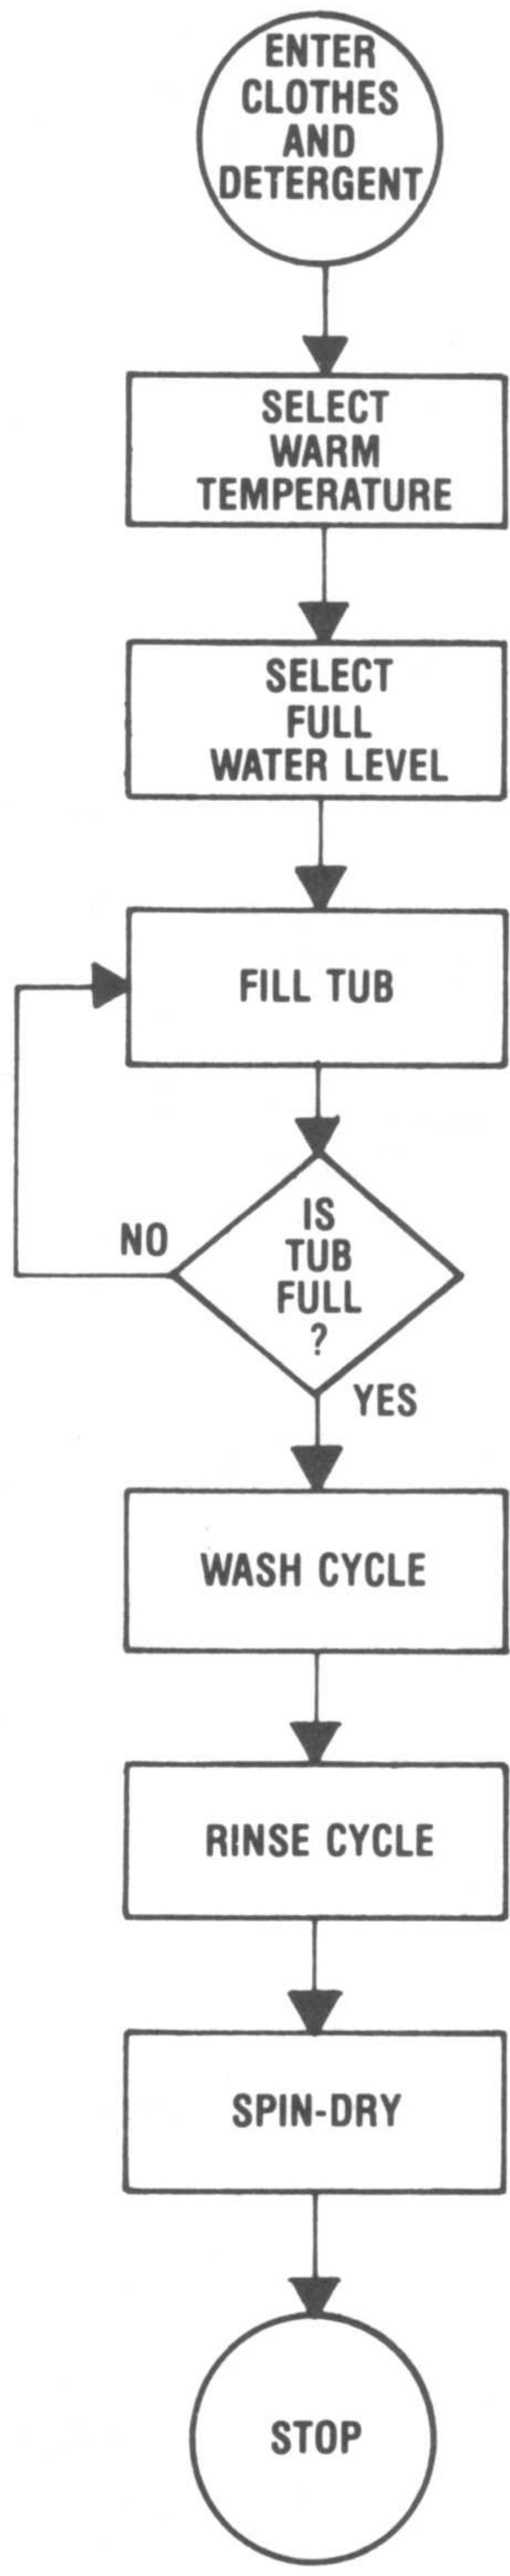 ENTER
CLOTHES
AND
DETERGENT
SELECT
WARM
TEMPERATURE
SELECT
FULL
WATER LEVEL
FILL TUB
IS
TUB
FULL
?
NO
YES
WASH CYCLE
RINSE CYCLE
SPIN-DRY
STOP